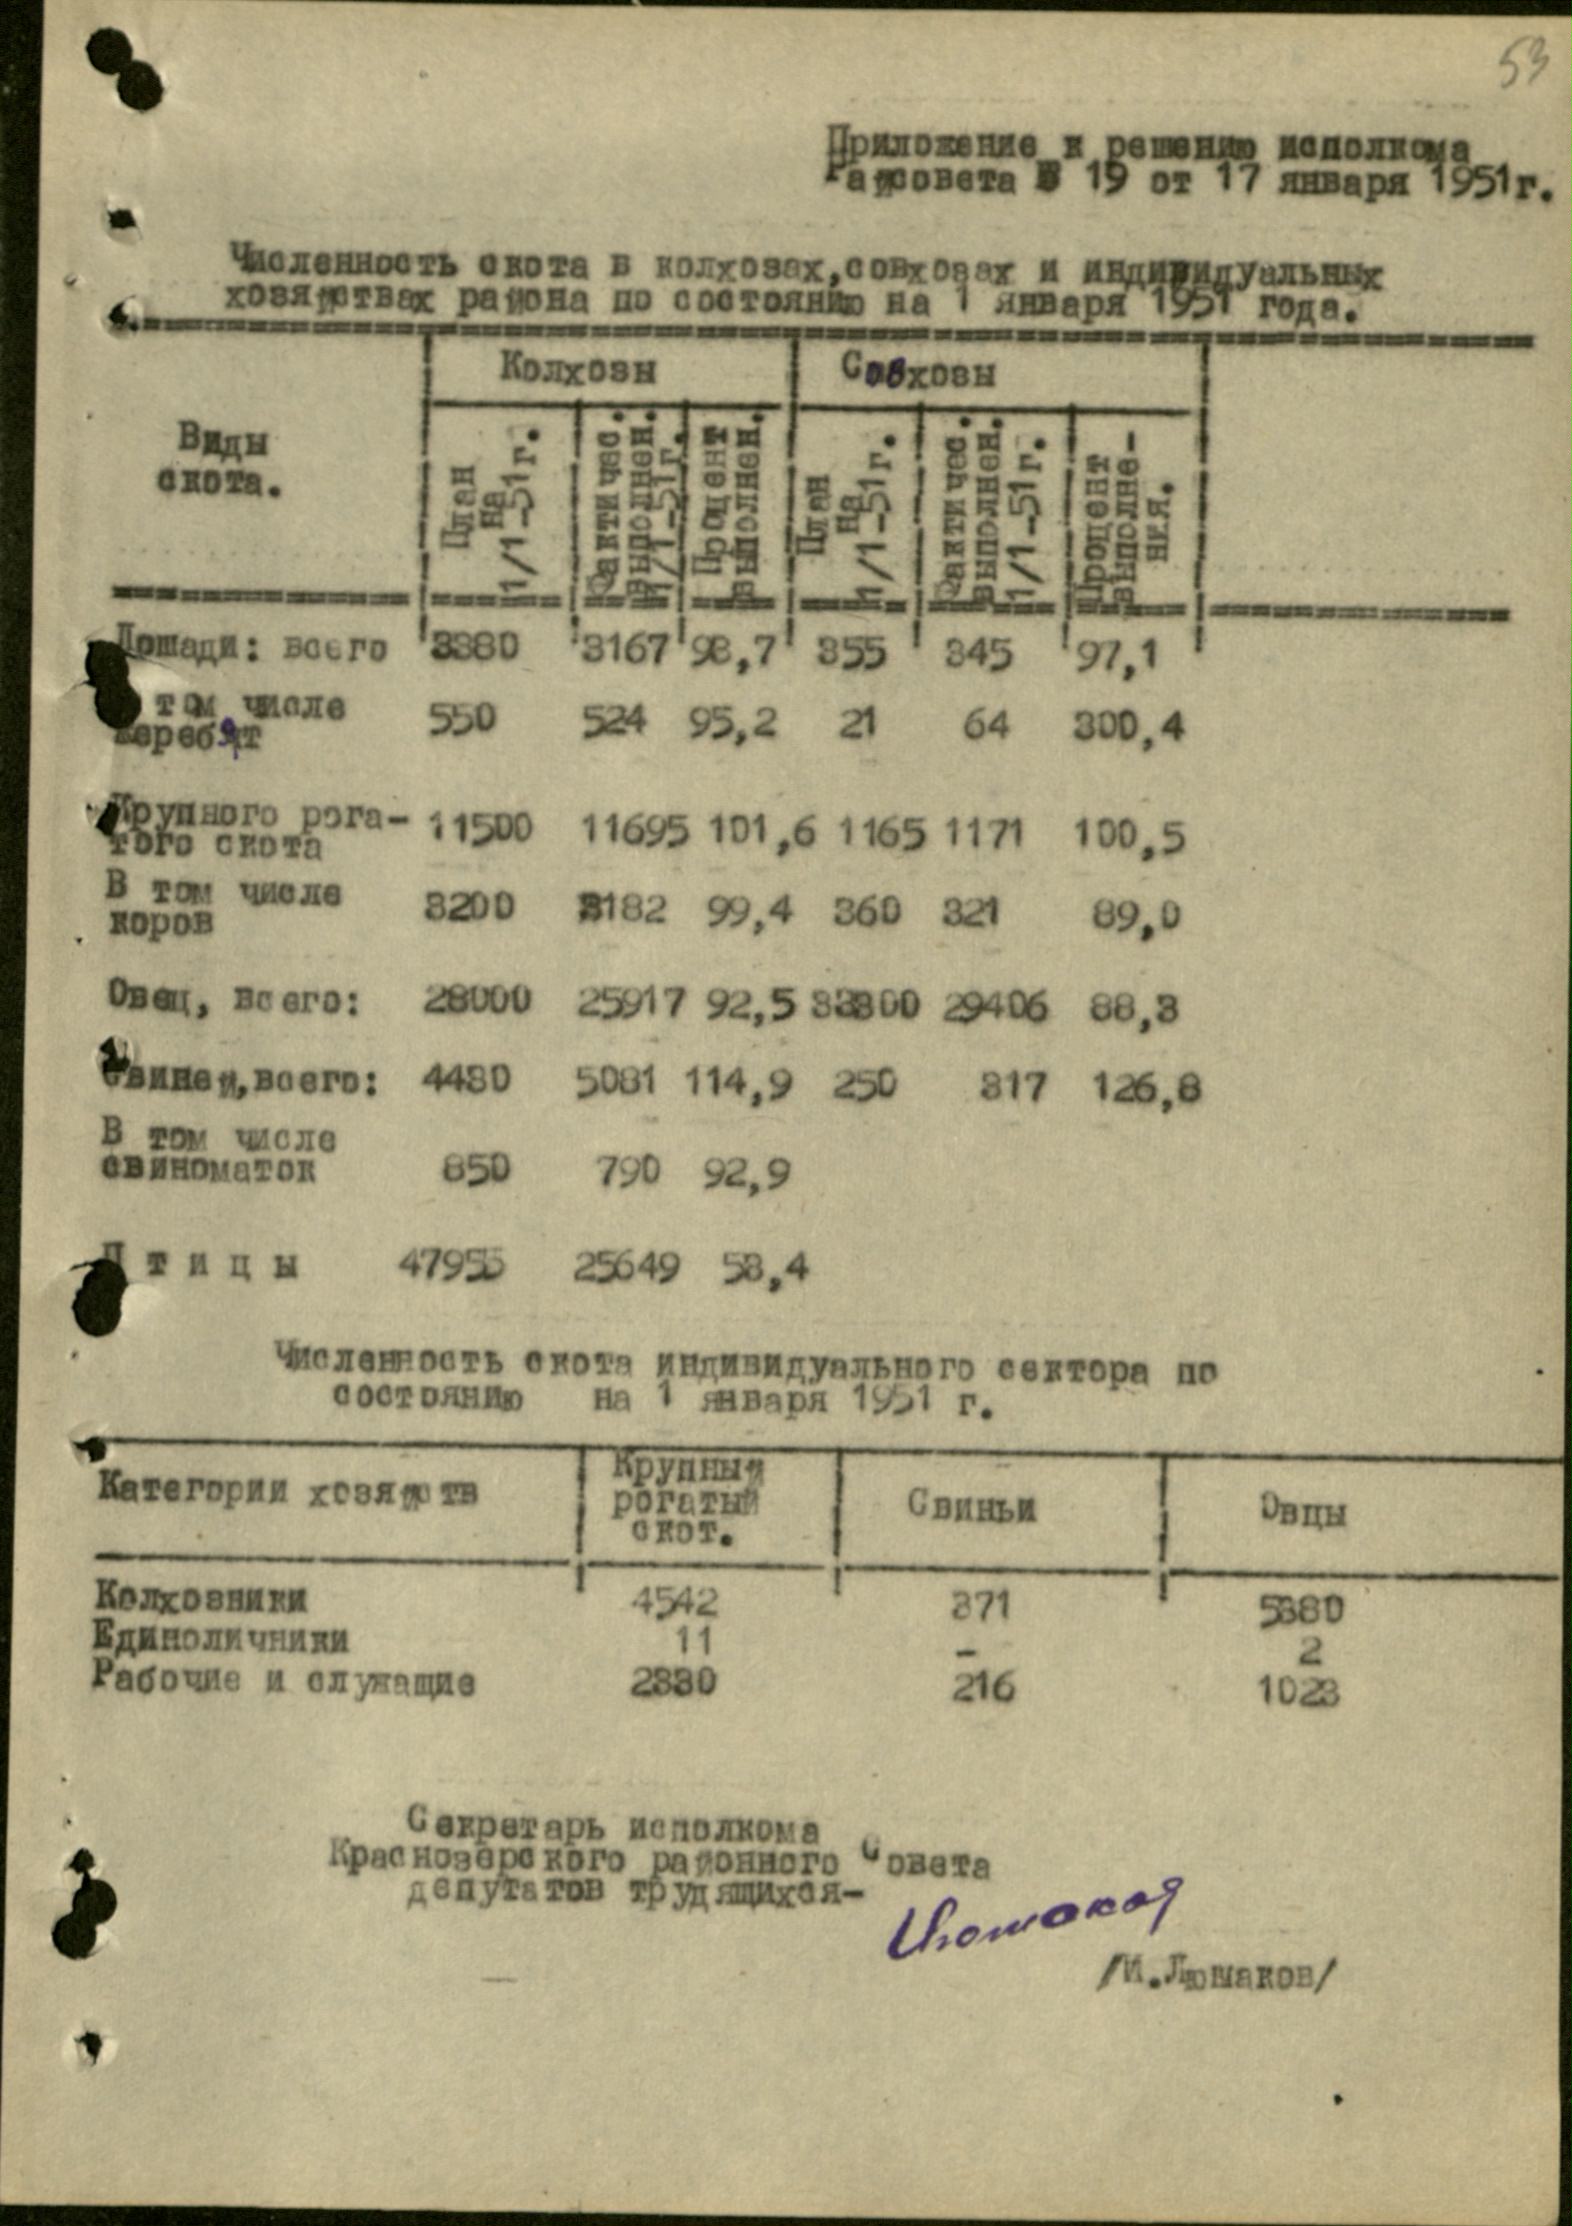 53
Приложение к решению исполкома
Райсовета № 19 от 17 января 1951г.
Численность скота в колхозах,совхозах и индивидуальных
хозяйствах района по состоянию на 1 января 1951 года.
Виды
скота.
Колхозы
Совхозы
План
на
1/1-51г.
Фактичес.
выполнен.
1/1-51г.
Процент
выполнен.
План
на
1/1-51г.
Фактичес.
выполнен.
1/1-51г.
Процент
выполне-
ния.
Лошади: всего 3380 3167 93,7 355 345 97,1
том числе
жеребят 550 524 95,2 21 64 300,4
Крупного рога-
того скота 11500 11695 101,6 1165 1171 100,5
В том числе
коров 3200 3182 99,4 360 321 89,0
Овец, всего: 28000 25917 92,5 33300 29406 88,3
Свиней,всего: 4430 5081 114,9 250 317 126,8
В том числе
свиноматок 850 790 92,9
П т и ц ы 47955 25649 53,4
Численность скота индивидуального сектора по
состоянию на 1 января 1951 г.
Категории хозяйств
Крупный
рогатый
скот.
Свиньи
Овцы
Колхозники 4542 371 5380
Единоличники 11 - 2
Рабочие и служащие 2330 216 1023
Секретарь исполкома
Краснозерского районного Совета
депутатов трудящихся-
/И.Люмаков/